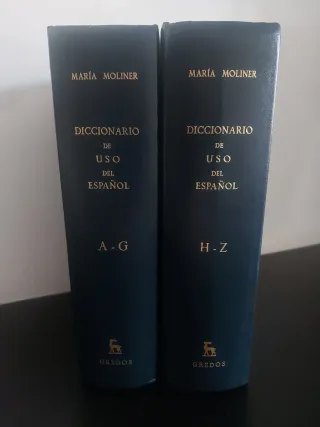 MARÍA MOLINER
DICCIONARIO
DE
USO
DEL
ESPAÑOL
A - G
GREDOS
MARÍA MOLINER
DICCIONARIO
DE
USO
DEL
ESPAÑOL
H - Z
GREDOS